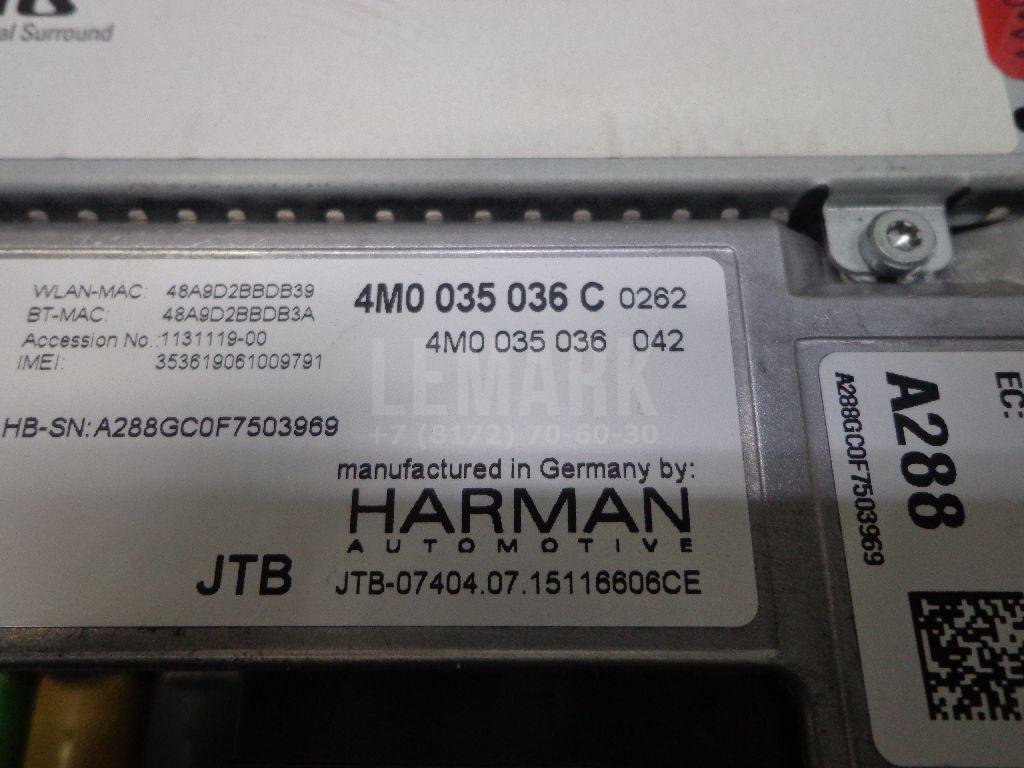 al Surround
WLAN-MAC: 48A9D2BBDB39
BT-MAC: 48A9D2BBDB3A
Accession No.:1131119-00
IMEI: 353619061009791
4M0 035 036 C 0262
4M0 035 036 042
LEMARK
+7 (8172) 70-60-30
HB-SN: A288GC0F7503969
manufactured in Germany by:
HARMAN
AUTOMOTIVE
JTB JTB-07404.07.15116606CE
EC:
A288
A288GC0F7503969